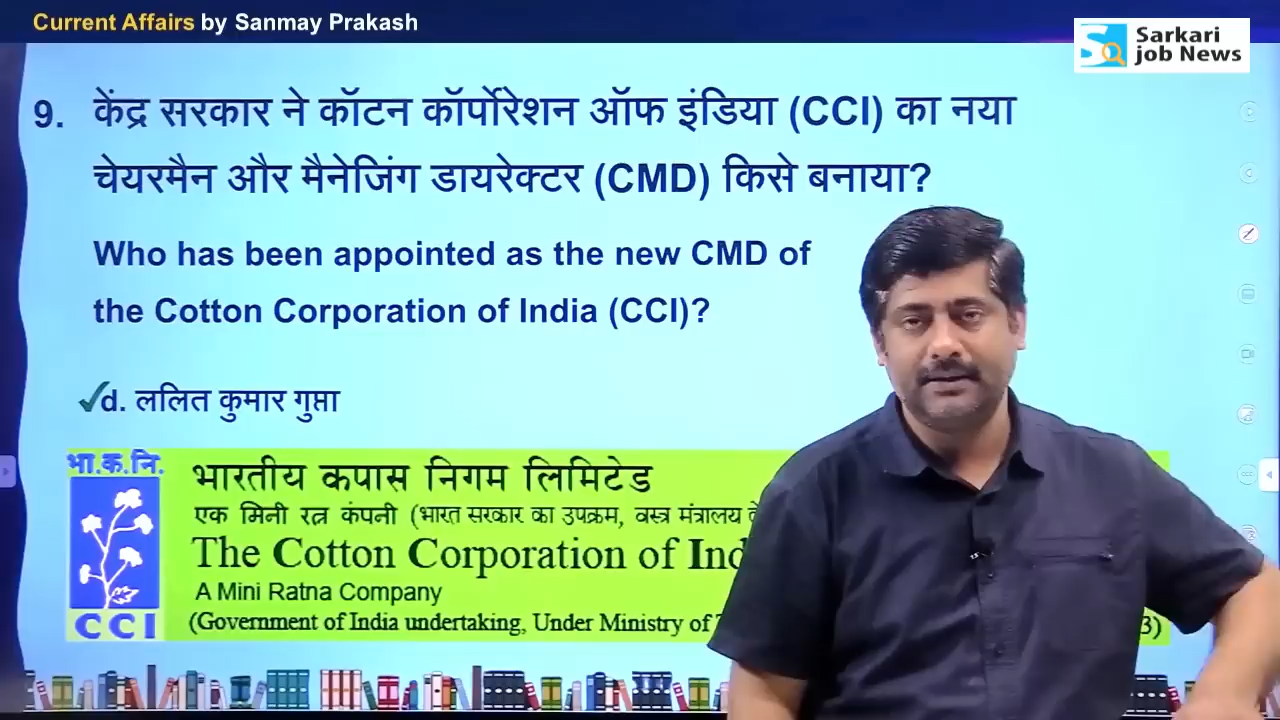 Current Affairs by Sanmay Prakash
Sarkari
job News
9. केंद्र सरकार ने कॉटन कॉर्पोरेशन ऑफ इंडिया (CCI) का नया
चेयरमैन और मैनेजिंग डायरेक्टर (CMD) किसे बनाया?
Who has been appointed as the new CMD of
the Cotton Corporation of India (CCI)?
d. ललित कुमार गुप्ता
भा.क.नि.
भारतीय कपास निगम लिमिटेड
एक मिनी रत्न कंपनी (भारत सरकार का उपक्रम, वस्त्र मंत्रालय
The Cotton Corporation of Ind
A Mini Ratna Company
(Government of India undertaking, Under Ministry of
3)
CCI